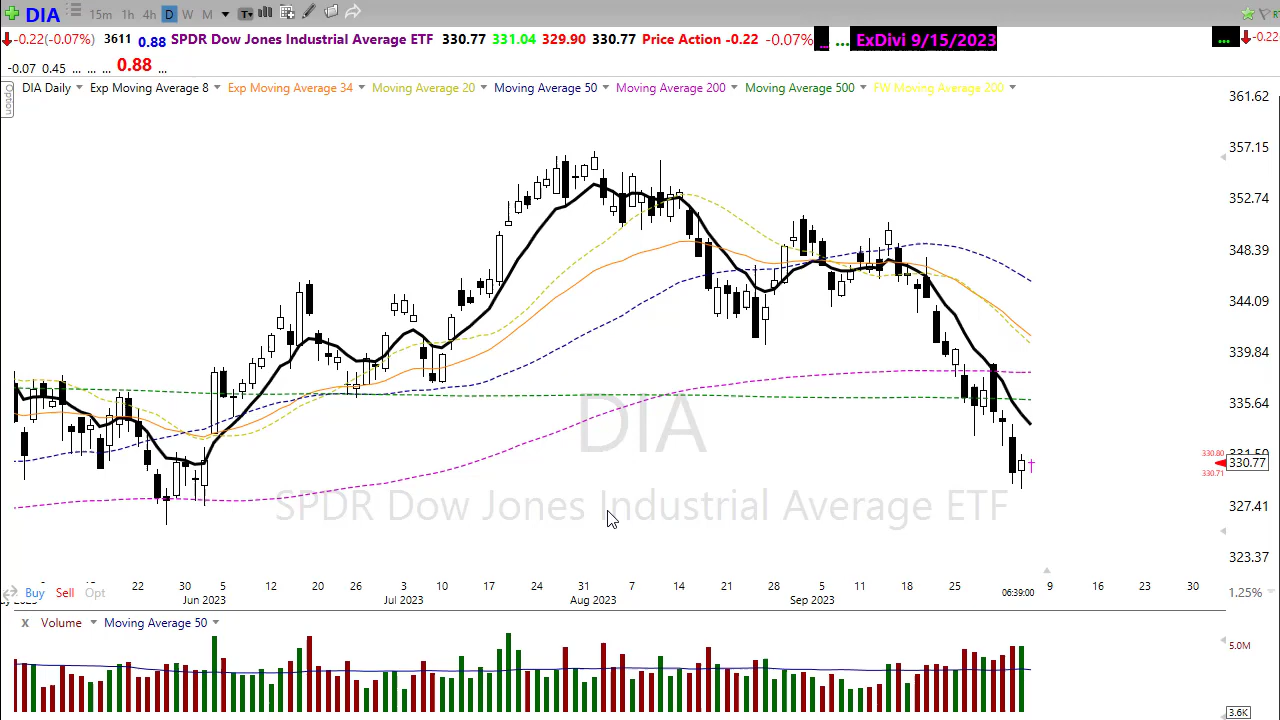 DIA 15m 1h 4h D W M T
-0.22(-0.07%) 3611 0.88 SPDR Dow Jones Industrial Average ETF 330.77 331.04 329.90 330.77 Price Action -0.22 -0.07% ... ... ExDivi 9/15/2023 ... -0.22
-0.07 0.45 ... ... ... 0.88 ...
Option
DIA Daily Exp Moving Average 8 Exp Moving Average 34 Moving Average 20 Moving Average 50 Moving Average 200 Moving Average 500 FW Moving Average 200
361.62
357.15
352.74
348.39
344.09
339.84
335.64
330.80
330.77
330.71
327.41
323.37
DIA
SPDR Dow Jones Industrial Average ETF
22 30 5 12 20 26 3 10 17 24 31 7 14 21 28 5 11 18 25 9 16 23 30
Buy Sell Opt
Jun 2023 Jul 2023 Aug 2023 Sep 2023 06:39:00 1.25%
X Volume Moving Average 50
5.0M
3.6K